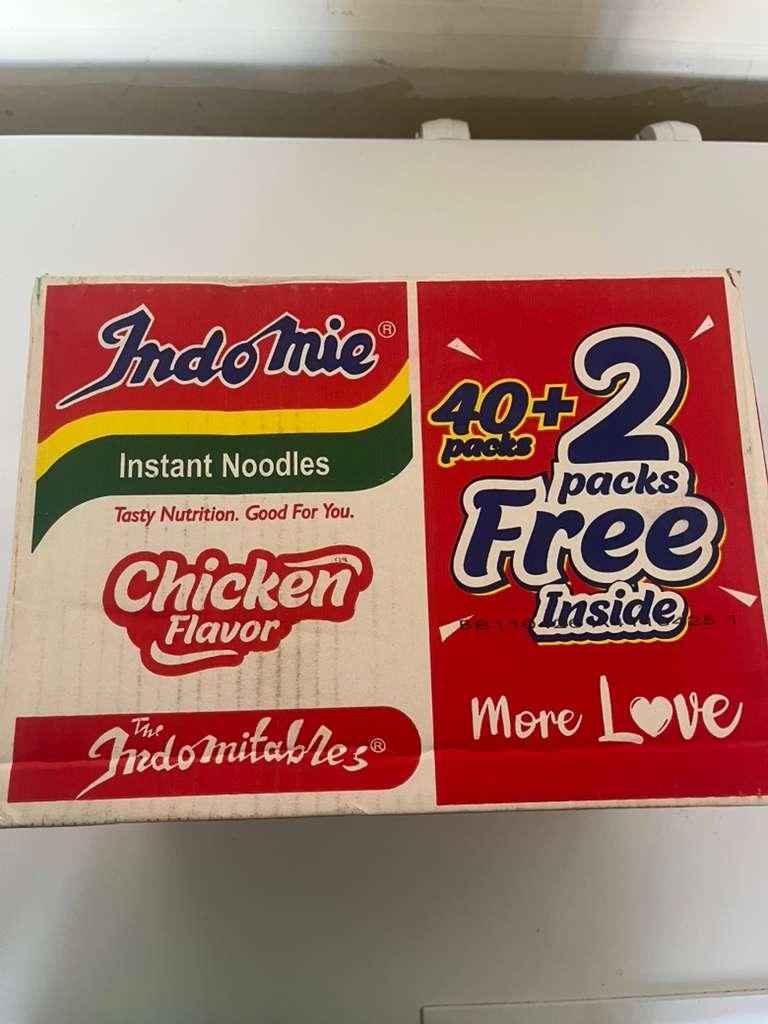 Indomie®
Instant Noodles
Tasty Nutrition. Good For You.
Chicken
Flavor
The
Indomitables®
40+2
packs
packs
Free
Inside
More Love